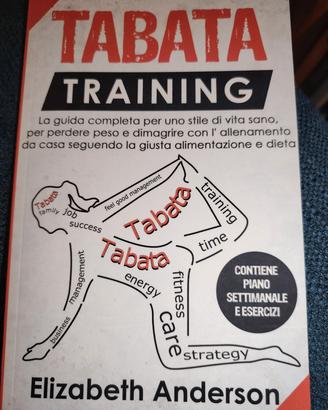 TABATA
TRAINING
La guida completa per uno stile di vita sano,
per perdere peso e dimagrire con l' allenamento
da casa seguendo la giusta alimentazione e dieta
feel good management
training
Tabata
family
job
success
Tabata
Tabata
time
CONTIENE
PIANO
SETTIMANALE
E ESERCIZI
management
energy
fitness
business
care
strategy
Elizabeth Anderson